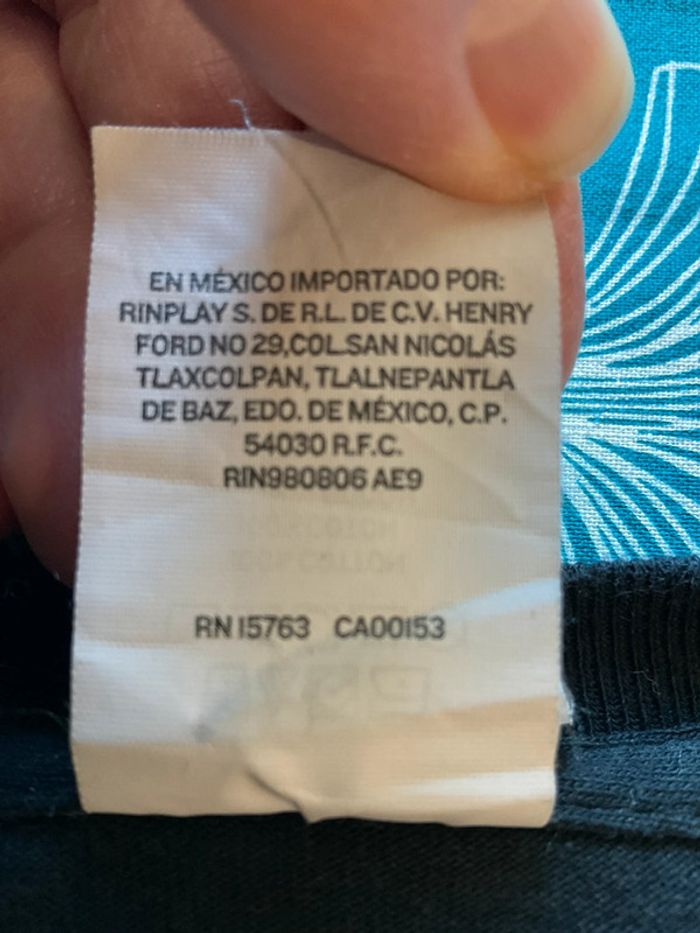 EN MÉXICO IMPORTADO POR:
RINPLAY S. DE R.L. DE C.V. HENRY
FORD NO 29,COL.SAN NICOLÁS
TLAXCOLPAN, TLALNEPANTLA
DE BAZ, EDO. DE MÉXICO, C.P.
54030 R.F.C.
RIN980806 AE9
RN 15763 CA00153